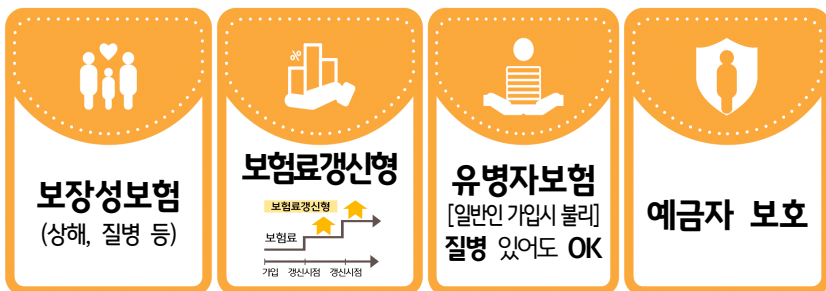 보장성보험
(상해, 질병 등)
%
보험료갱신형
보험료갱신형
보험료
가입 갱신시점 갱신시점
유병자보험
[일반인 가입시 불리]
질병 있어도 OK
예금자 보호